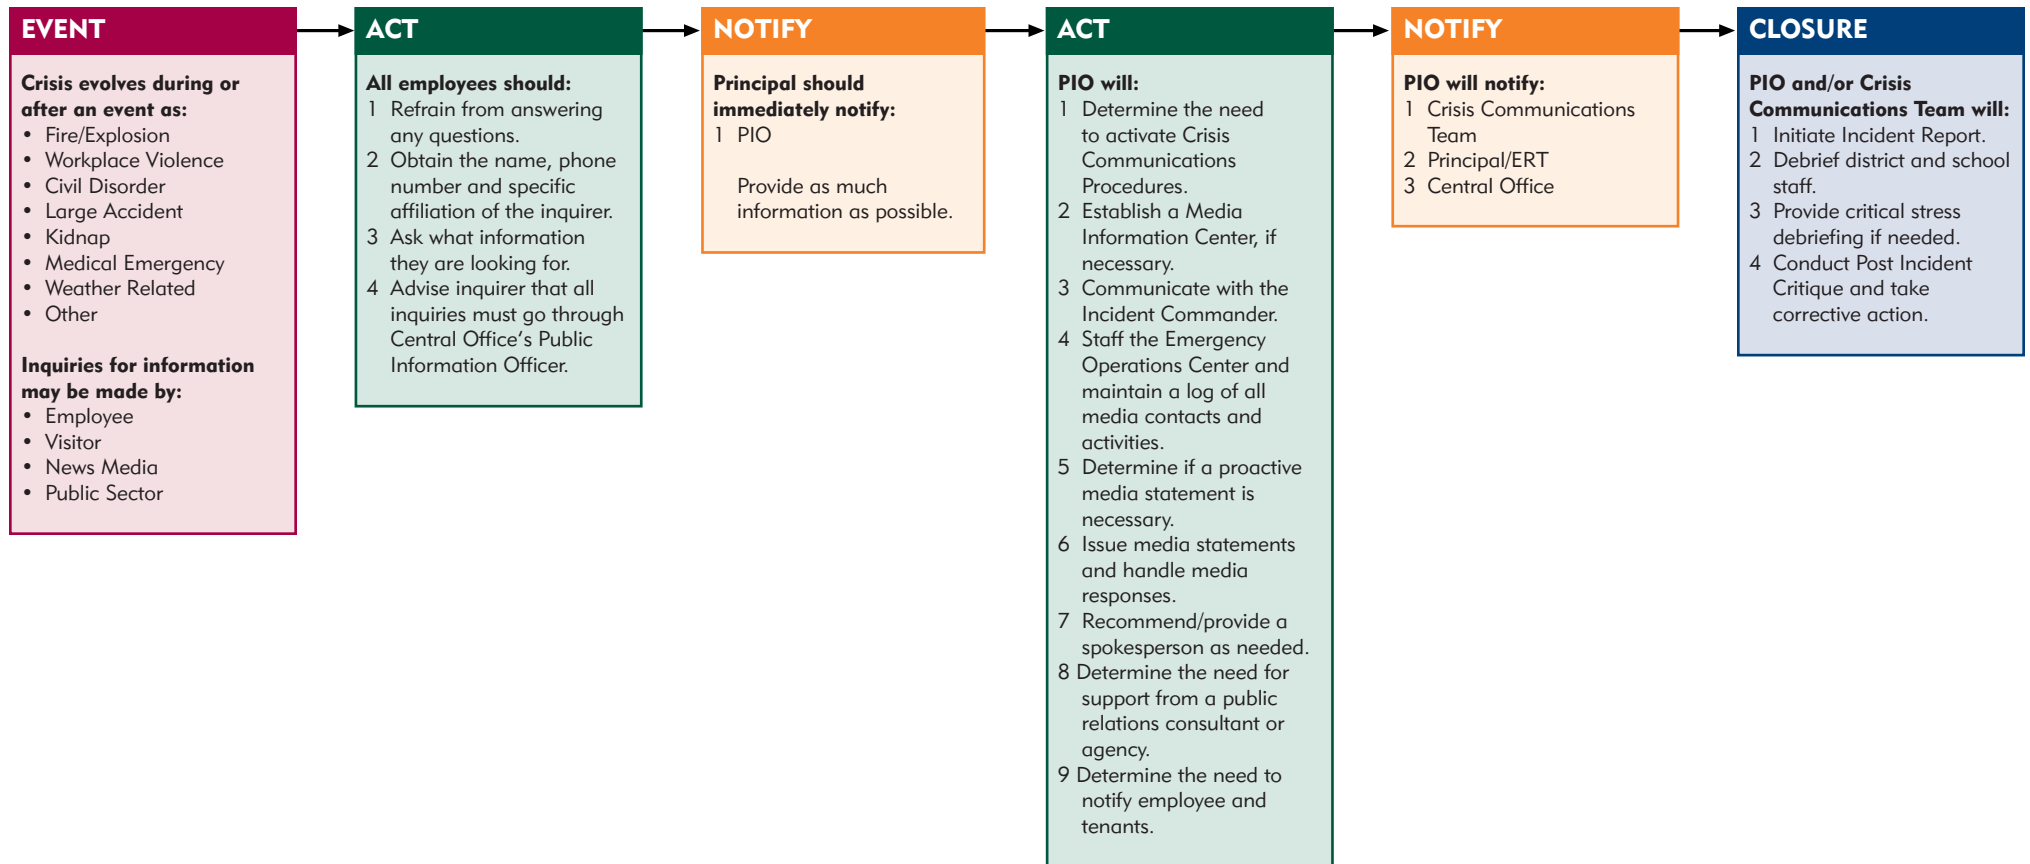 EVENT
Crisis evolves during or
after an event as:
• Fire/Explosion
• Workplace Violence
• Civil Disorder
• Large Accident
• Kidnap
• Medical Emergency
• Weather Related
• Other
Inquiries for information
may be made by:
• Employee
• Visitor
• News Media
• Public Sector
ACT
All employees should:
1 Refrain from answering
any questions.
2 Obtain the name, phone
number and specific
affiliation of the inquirer.
3 Ask what information
they are looking for.
4 Advise inquirer that all
inquiries must go through
Central Office's Public
Information Officer.
NOTIFY
Principal should
immediately notify:
1 PIO
Provide as much
information as possible.
ACT
PIO will:
1 Determine the need
to activate Crisis
Communications
Procedures.
2 Establish a Media
Information Center, if
necessary.
3 Communicate with the
Incident Commander.
4 Staff the Emergency
Operations Center and
maintain a log of all
media contacts and
activities.
5 Determine if a proactive
media statement is
necessary.
6 Issue media statements
and handle media
responses.
7 Recommend/provide a
spokesperson as needed.
8 Determine the need for
support from a public
relations consultant or
agency.
9 Determine the need to
notify employee and
tenants.
NOTIFY
PIO will notify:
1 Crisis Communications
Team
2 Principal/ERT
3 Central Office
CLOSURE
PIO and/or Crisis
Communications Team will:
1 Initiate Incident Report.
2 Debrief district and school
staff.
3 Provide critical stress
debriefing if needed.
4 Conduct Post Incident
Critique and take
corrective action.